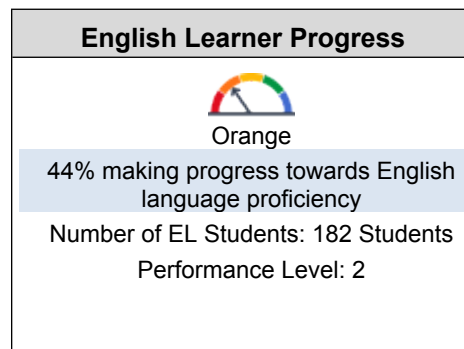 English Learner Progress
Orange
44% making progress towards English
language proficiency
Number of EL Students: 182 Students
Performance Level: 2